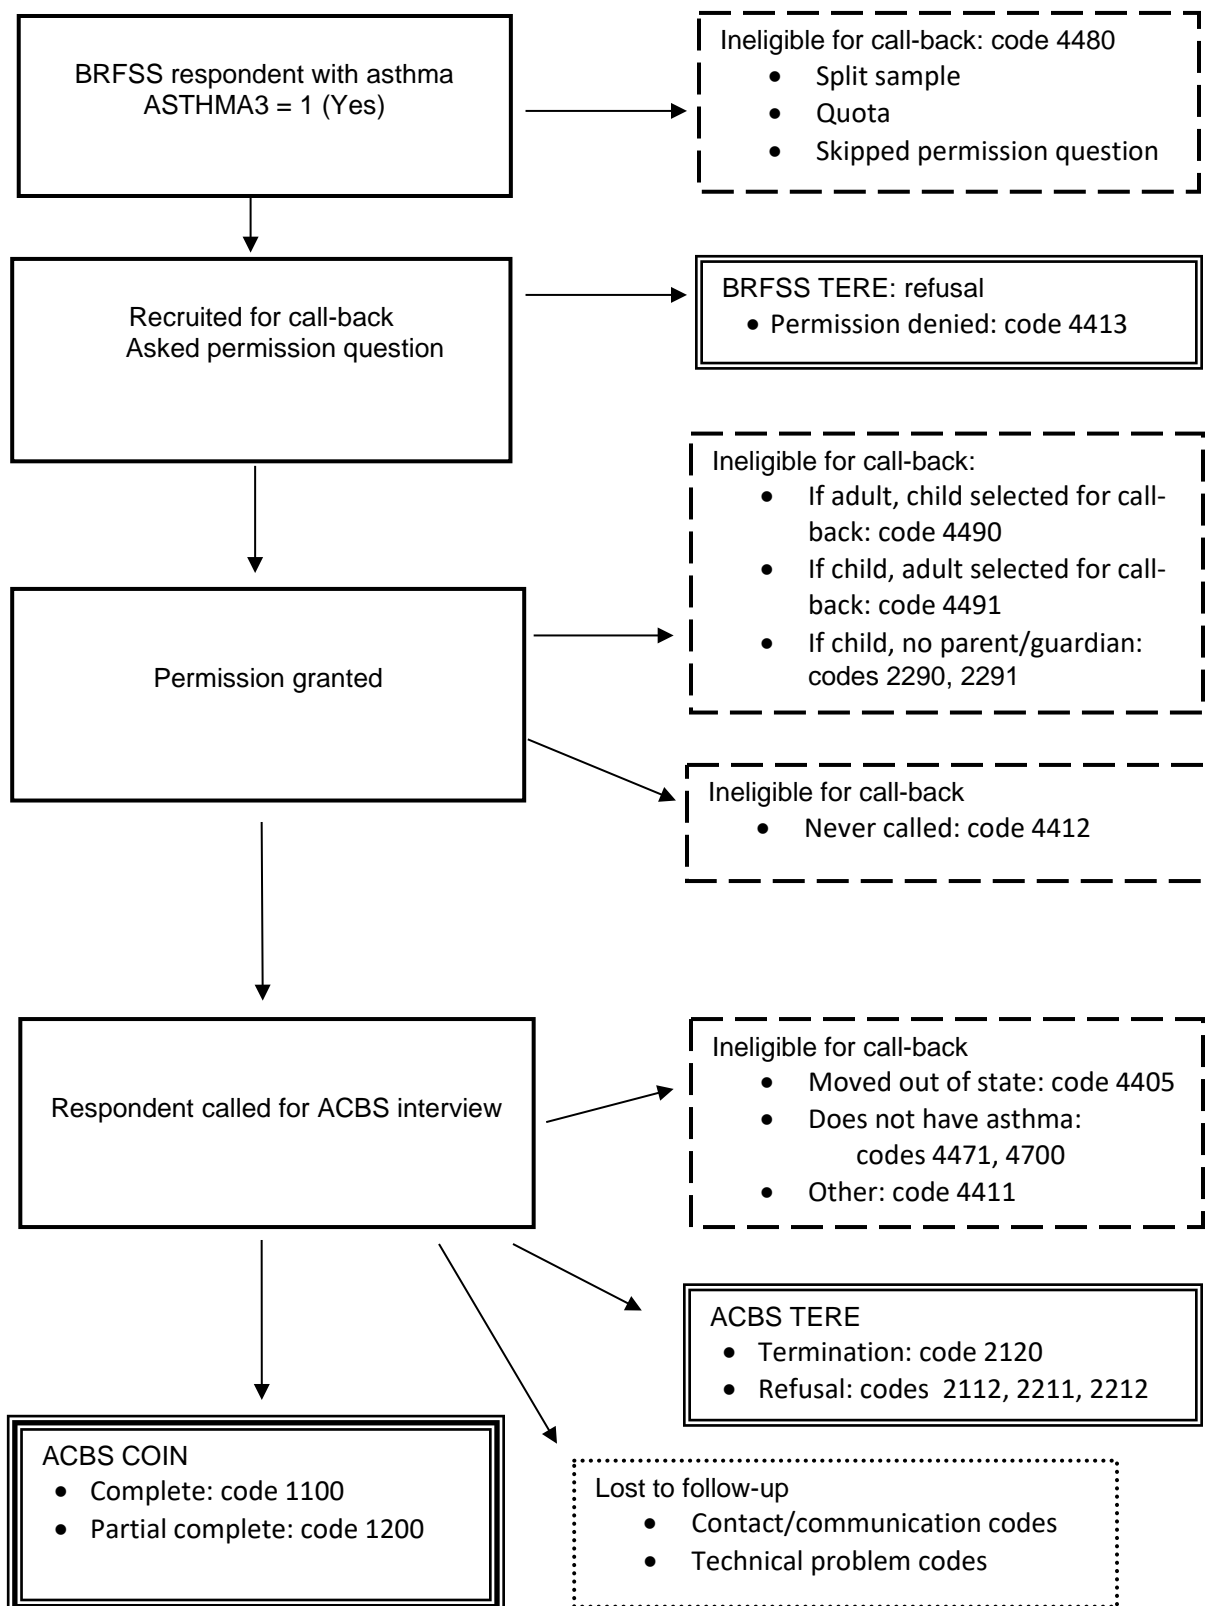 BRFSS respondent with asthma
ASTHMA3 = 1 (Yes)
Ineligible for call-back: code 4480
• Split sample
• Quota
• Skipped permission question
Recruited for call-back
Asked permission question
BRFSS TERE: refusal
• Permission denied: code 4413
Ineligible for call-back:
• If adult, child selected for call-
back: code 4490
• If child, adult selected for call-
back: code 4491
• If child, no parent/guardian:
codes 2290, 2291
Permission granted
Ineligible for call-back
• Never called: code 4412
Respondent called for ACBS interview
Ineligible for call-back
• Moved out of state: code 4405
• Does not have asthma:
codes 4471, 4700
• Other: code 4411
ACBS TERE
• Termination: code 2120
• Refusal: codes 2112, 2211, 2212
ACBS COIN
• Complete: code 1100
• Partial complete: code 1200
Lost to follow-up
• Contact/communication codes
• Technical problem codes